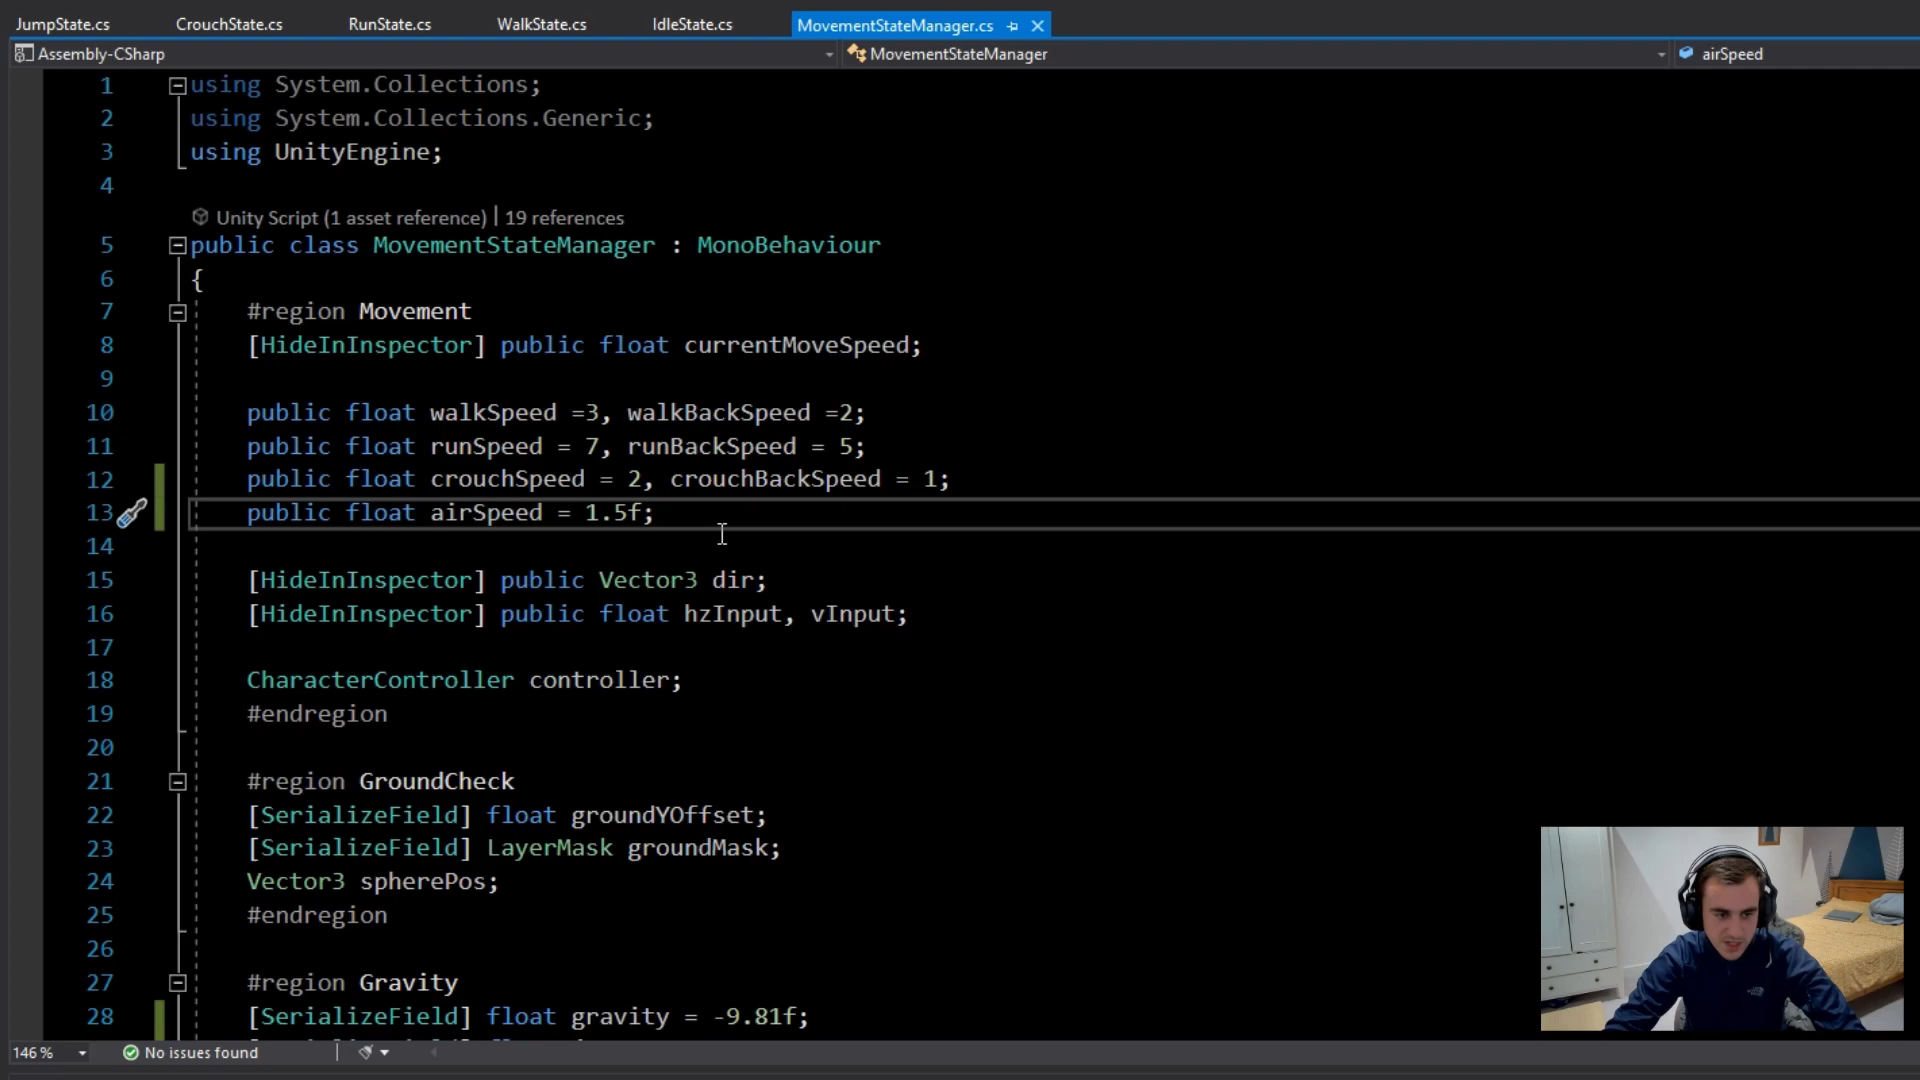 JumpState.cs CrouchState.cs RunState.cs WalkState.cs IdleState.cs MovementStateManager.cs
Assembly-CSharp MovementStateManager airSpeed
1 using System.Collections;
2 using System.Collections.Generic;
3 using UnityEngine;
4
Unity Script (1 asset reference) | 19 references
5 public class MovementStateManager : MonoBehaviour
6 {
7 #region Movement
8 [HideInInspector] public float currentMoveSpeed;
9
10 public float walkSpeed =3, walkBackSpeed =2;
11 public float runSpeed = 7, runBackSpeed = 5;
12 public float crouchSpeed = 2, crouchBackSpeed = 1;
13 public float airSpeed = 1.5f;
14
15 [HideInInspector] public Vector3 dir;
16 [HideInInspector] public float hzInput, vInput;
17
18 CharacterController controller;
19 #endregion
20
21 #region GroundCheck
22 [SerializeField] float groundYOffset;
23 [SerializeField] LayerMask groundMask;
24 Vector3 spherePos;
25 #endregion
26
27 #region Gravity
28 [SerializeField] float gravity = -9.81f;
146 % No issues found